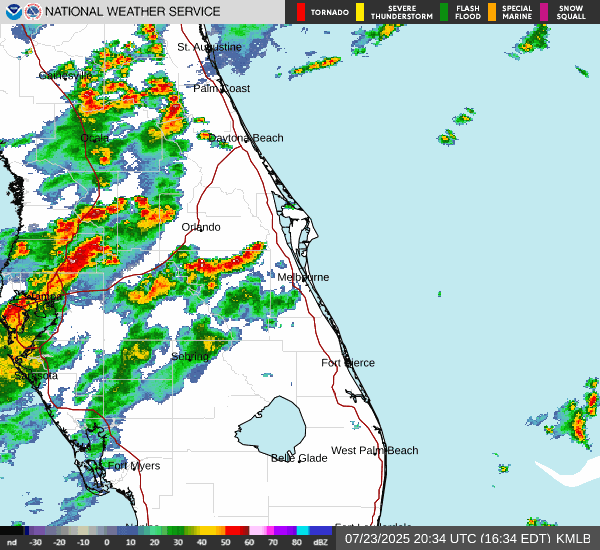 NATIONAL WEATHER SERVICE
TORNADO
SEVERE THUNDERSTORM
FLASH FLOOD
SPECIAL MARINE
SNOW SQUALL
St. Augustine
Gainesville
Palm Coast
Ocala
Daytona Beach
Orlando
Melbourne
Tampa
Sebring
Fort Pierce
Sarasota
West Palm Beach
Belle Glade
Fort Myers
Fort Lauderdale
nd -30 -20 -10 0 10 20 30 40 50 60 70 80 dBZ
07/23/2025 20:34 UTC (16:34 EDT) KMLB